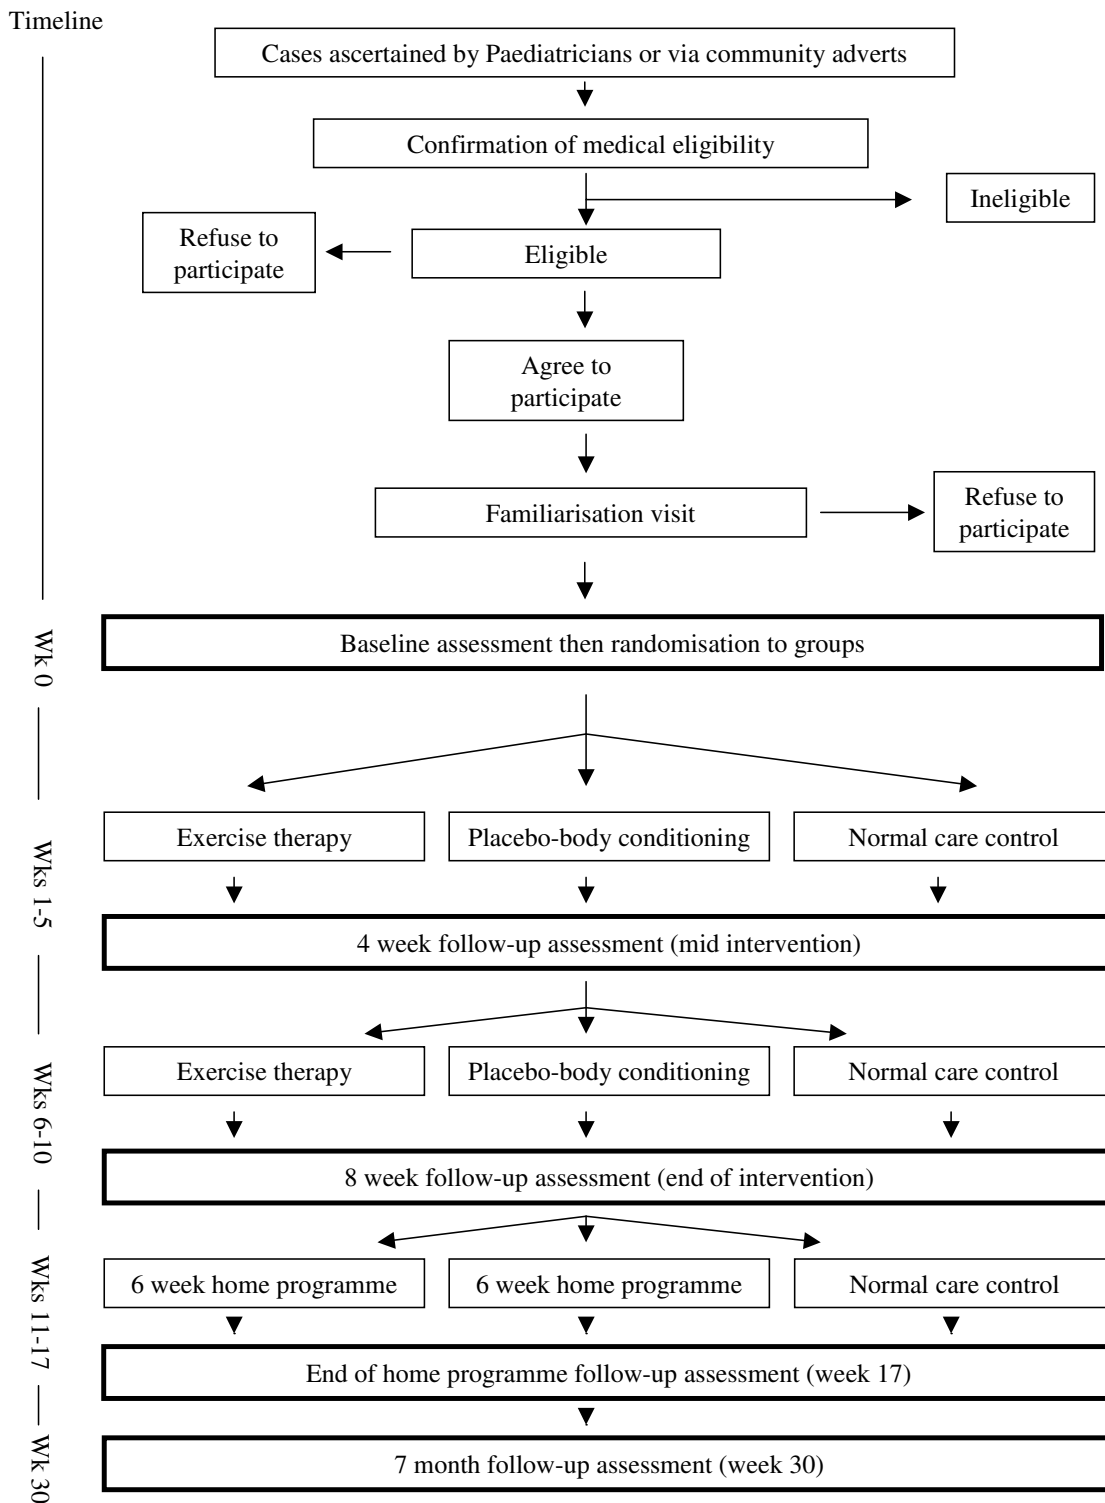 Timeline
Cases ascertained by Paediatricians or via community adverts
Confirmation of medical eligibility
Ineligible
Refuse to
participate
Eligible
Agree to
participate
Familiarisation visit
Refuse to
participate
Wk 0
Baseline assessment then randomisation to groups
Wks 1-5
Exercise therapy
Placebo-body conditioning
Normal care control
4 week follow-up assessment (mid intervention)
Wks 6-10
Exercise therapy
Placebo-body conditioning
Normal care control
8 week follow-up assessment (end of intervention)
Wks 11-17
6 week home programme
6 week home programme
Normal care control
End of home programme follow-up assessment (week 17)
Wk 30
7 month follow-up assessment (week 30)